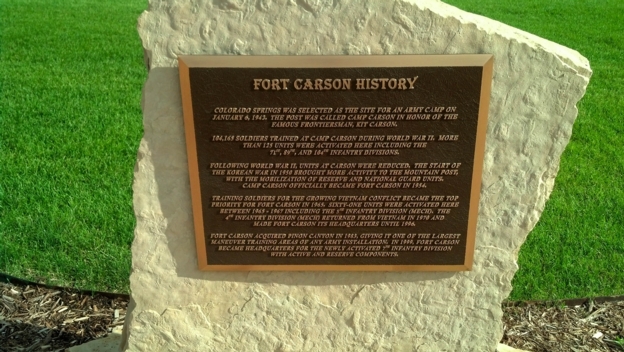 FORT CARSON HISTORY
COLORADO SPRINGS WAS SELECTED AS THE SITE FOR AN ARMY CAMP ON
JANUARY 6, 1942. THE POST WAS CALLED CAMP CARSON IN HONOR OF THE
FAMOUS FRONTIERSMAN, KIT CARSON.
104,165 SOLDIERS TRAINED AT CAMP CARSON DURING WORLD WAR II. MORE
THAN 125 UNITS WERE ACTIVATED HERE INCLUDING THE
71ST, 89TH, AND 104TH INFANTRY DIVISIONS.
FOLLOWING WORLD WAR II, UNITS AT CARSON WERE REDUCED. THE START OF
THE KOREAN WAR IN 1950 BROUGHT MORE ACTIVITY TO THE MOUNTAIN POST,
WITH THE MOBILIZATION OF RESERVE AND NATIONAL GUARD UNITS.
CAMP CARSON OFFICIALLY BECAME FORT CARSON IN 1954.
TRAINING SOLDIERS FOR THE GROWING VIETNAM CONFLICT BECAME THE TOP
PRIORITY FOR FORT CARSON IN 1965. SIXTY-ONE UNITS WERE ACTIVATED HERE
BETWEEN 1965 - 1967 INCLUDING THE 5TH INFANTRY DIVISION (MECH). THE
4TH INFANTRY DIVISION (MECH) RETURNED FROM VIETNAM IN 1970 AND
MADE FORT CARSON ITS HEADQUARTERS UNTIL 1996.
FORT CARSON ACQUIRED PINON CANYON IN 1983, GIVING IT ONE OF THE LARGEST
MANEUVER TRAINING AREAS OF ANY ARMY INSTALLATION. IN 1999, FORT CARSON
BECAME HEADQUARTERS FOR THE NEWLY ACTIVATED 7TH INFANTRY DIVISION
WITH ACTIVE AND RESERVE COMPONENTS.